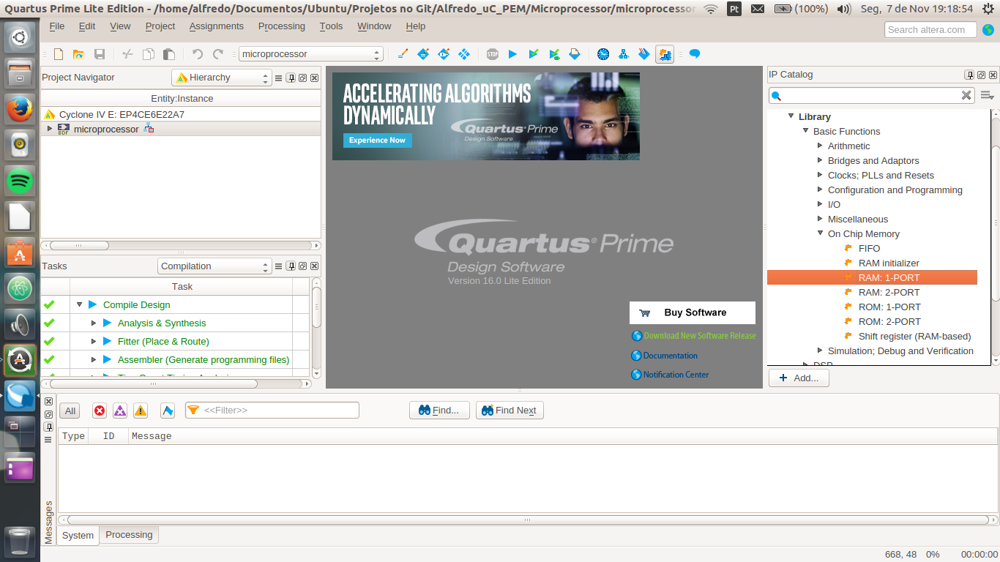 Quartus Prime Lite Edition - /home/alfredo/Documentos/Ubuntu/Projetos no Git/Alfredo_uC_PEM/Microprocessor/microprocessor
Pt
(100%)
Seg, 7 de Nov 19:18:54
File Edit View Project Assignments Processing Tools Window Help
Search altera.com
microprocessor
STOP
Project Navigator
Hierarchy
Entity:Instance
Cyclone IV E: EP4CE6E22A7
BDF
microprocessor
Tasks
Compilation
Task
Compile Design
Analysis & Synthesis
Fitter (Place & Route)
Assembler (Generate programming files)
ACCELERATING ALGORITHMS
DYNAMICALLY
Experience Now
Quartus Prime
Design Software
Quartus® Prime
Design Software
Version 16.0 Lite Edition
Buy Software
Download New Software Release
Documentation
Notification Center
IP Catalog
Library
Basic Functions
Arithmetic
Bridges and Adaptors
Clocks; PLLs and Resets
Configuration and Programming
I/O
Miscellaneous
On Chip Memory
FIFO
RAM initializer
RAM: 1-PORT
RAM: 2-PORT
ROM: 1-PORT
ROM: 2-PORT
Shift register (RAM-based)
Simulation; Debug and Verification
DSP
Add...
All
<<Filter>>
Find...
Find Next
Type ID Message
Messages
System Processing
668, 48 0% 00:00:00